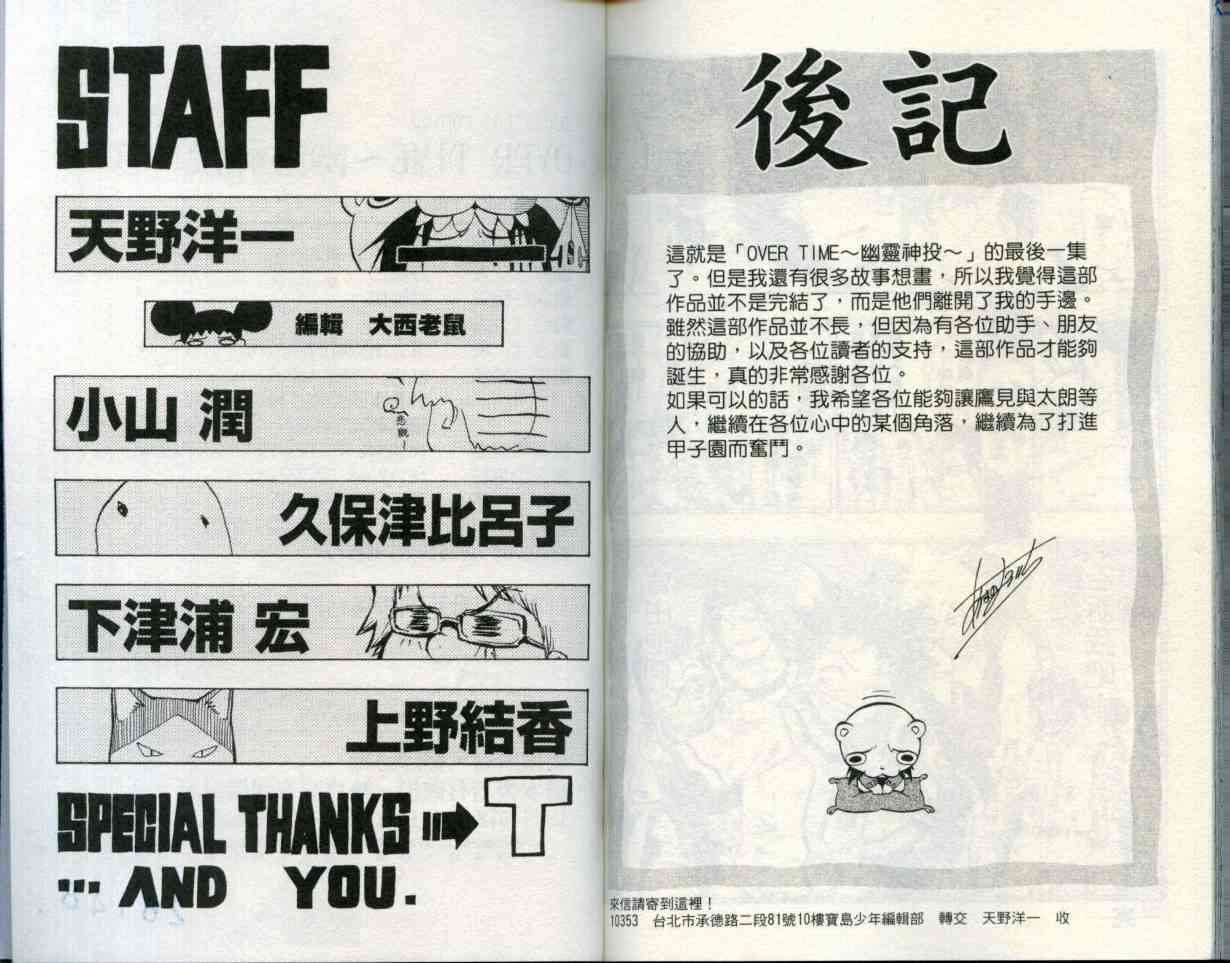 STAFF
天野洋一
編輯 大西老鼠
小山 潤
悲觀~
久保津比呂子
下津浦 宏
上野結香
SPECIAL THANKS → T
… AND YOU.
後記
這就是「OVER TIME～幽靈神投～」的最後一集
了。但是我還有很多故事想畫，所以我覺得這部
作品並不是完結了，而是他們離開了我的手邊。
雖然這部作品並不長，但因為有各位助手、朋友
的協助，以及各位讀者的支持，這部作品才能夠
誕生，真的非常感謝各位。
如果可以的話，我希望各位能夠讓鷹見與太朗等
人，繼續在各位心中的某個角落，繼續為了打進
甲子園而奮鬥。
來信請寄到這裡！
10353 台北市承德路二段81號10樓寶島少年編輯部 轉交 天野洋一 收